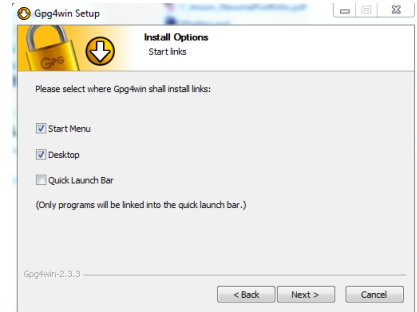 Gpg4win Setup
Install Options
Start links
GPG
Please select where Gpg4win shall install links:
Start Menu
Desktop
Quick Launch Bar
(Only programs will be linked into the quick launch bar.)
Gpg4win-2.3.3
< Back Next > Cancel